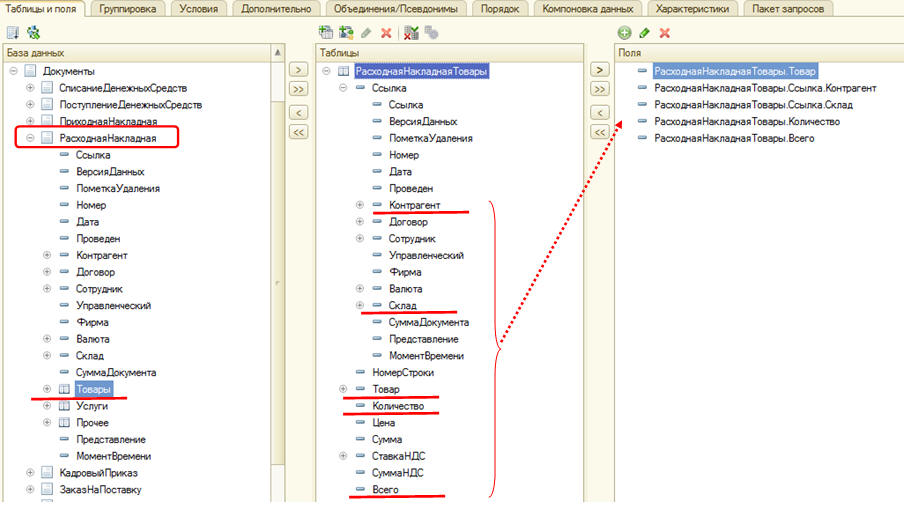 Таблицы и поля
Группировка
Условия
Дополнительно
Объединения/Псевдонимы
Порядок
Компоновка данных
Характеристики
Пакет запросов
База данных
Документы
СписаниеДенежныхСредств
ПоступлениеДенежныхСредств
ПриходнаяНакладная
РасходнаяНакладная
Ссылка
ВерсияДанных
ПометкаУдаления
Номер
Дата
Проведен
Контрагент
Договор
Сотрудник
Управленческий
Фирма
Валюта
Склад
СуммаДокумента
Товары
Услуги
Прочее
Представление
МоментВремени
КадровыйПриказ
ЗаказНаПоставку
>
>>
<
<<
Таблицы
РасходнаяНакладнаяТовары
Ссылка
Ссылка
ВерсияДанных
ПометкаУдаления
Номер
Дата
Проведен
Контрагент
Договор
Сотрудник
Управленческий
Фирма
Валюта
Склад
СуммаДокумента
Представление
МоментВремени
НомерСтроки
Товар
Количество
Цена
Сумма
СтавкаНДС
СуммаНДС
Всего
>
>>
<
<<
Поля
РасходнаяНакладнаяТовары.Товар
РасходнаяНакладнаяТовары.Ссылка.Контрагент
РасходнаяНакладнаяТовары.Ссылка.Склад
РасходнаяНакладнаяТовары.Количество
РасходнаяНакладнаяТовары.Всего